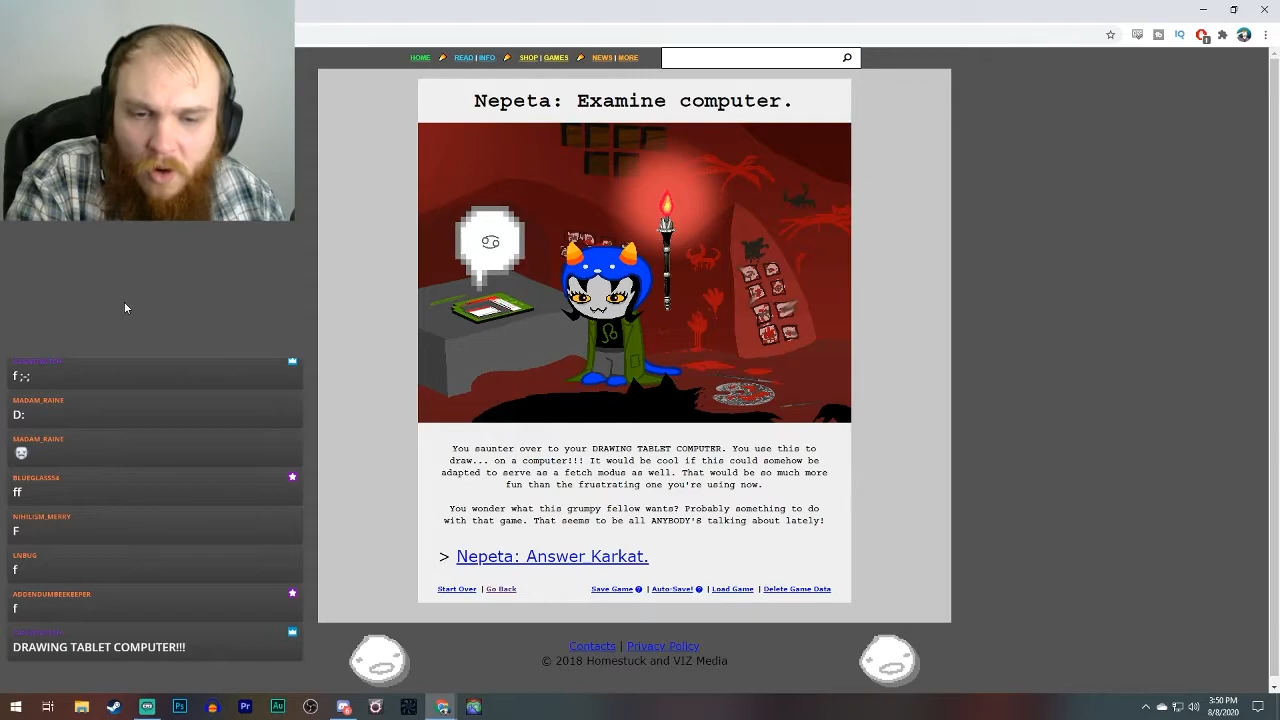 HOME READ | INFO SHOP | GAMES NEWS | MORE
Nepeta: Examine computer.
You saunter over to your DRAWING TABLET COMPUTER. You use this to
draw... on a computer!!! It would be cool if this could somehow be
adapted to serve as a fetch modus as well. That would be so much more
fun than the frustrating one you're using now.
You wonder what this grumpy fellow wants? Probably something to do
with that game. That seems to be all ANYBODY'S talking about lately!
> Nepeta: Answer Karkat.
Start Over | Go Back Save Game ? | Auto-Save! ? | Load Game | Delete Game Data
Contacts | Privacy Policy
© 2018 Homestuck and VIZ Media
f ;-;
MADAM_RAINE
D:
MADAM_RAINE
BLUEGLASS54
ff
NIHILISM_MERRY
F
LNBUG
f
ADDENDUMBEEKEEPER
f
DRAWING TABLET COMPUTER!!!
IQ
1
Ps
Pr
Au
3:50 PM
8/8/2020